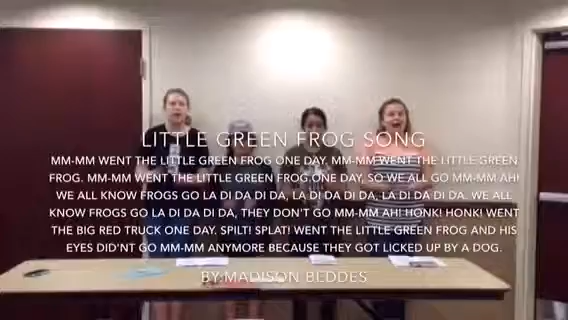 LITTLE GREEN FROG SONG
MM-MM WENT THE LITTLE GREEN FROG ONE DAY. MM-MM WENT THE LITTLE GREEN
FROG. MM-MM WENT THE LITTLE GREEN FROG ONE DAY, SO WE ALL GO MM-MM AH!
WE ALL KNOW FROGS GO LA DI DA DI DA, LA DI DA DI DA, LA DI DA DI DA. WE ALL
KNOW FROGS GO LA DI DA DI DA, THEY DON'T GO MM-MM AH! HONK! HONK! WENT
THE BIG RED TRUCK ONE DAY. SPILT! SPLAT! WENT THE LITTLE GREEN FROG AND HIS
EYES DID'NT GO MM-MM ANYMORE BECAUSE THEY GOT LICKED UP BY A DOG.
BY:MADISON BEDDES